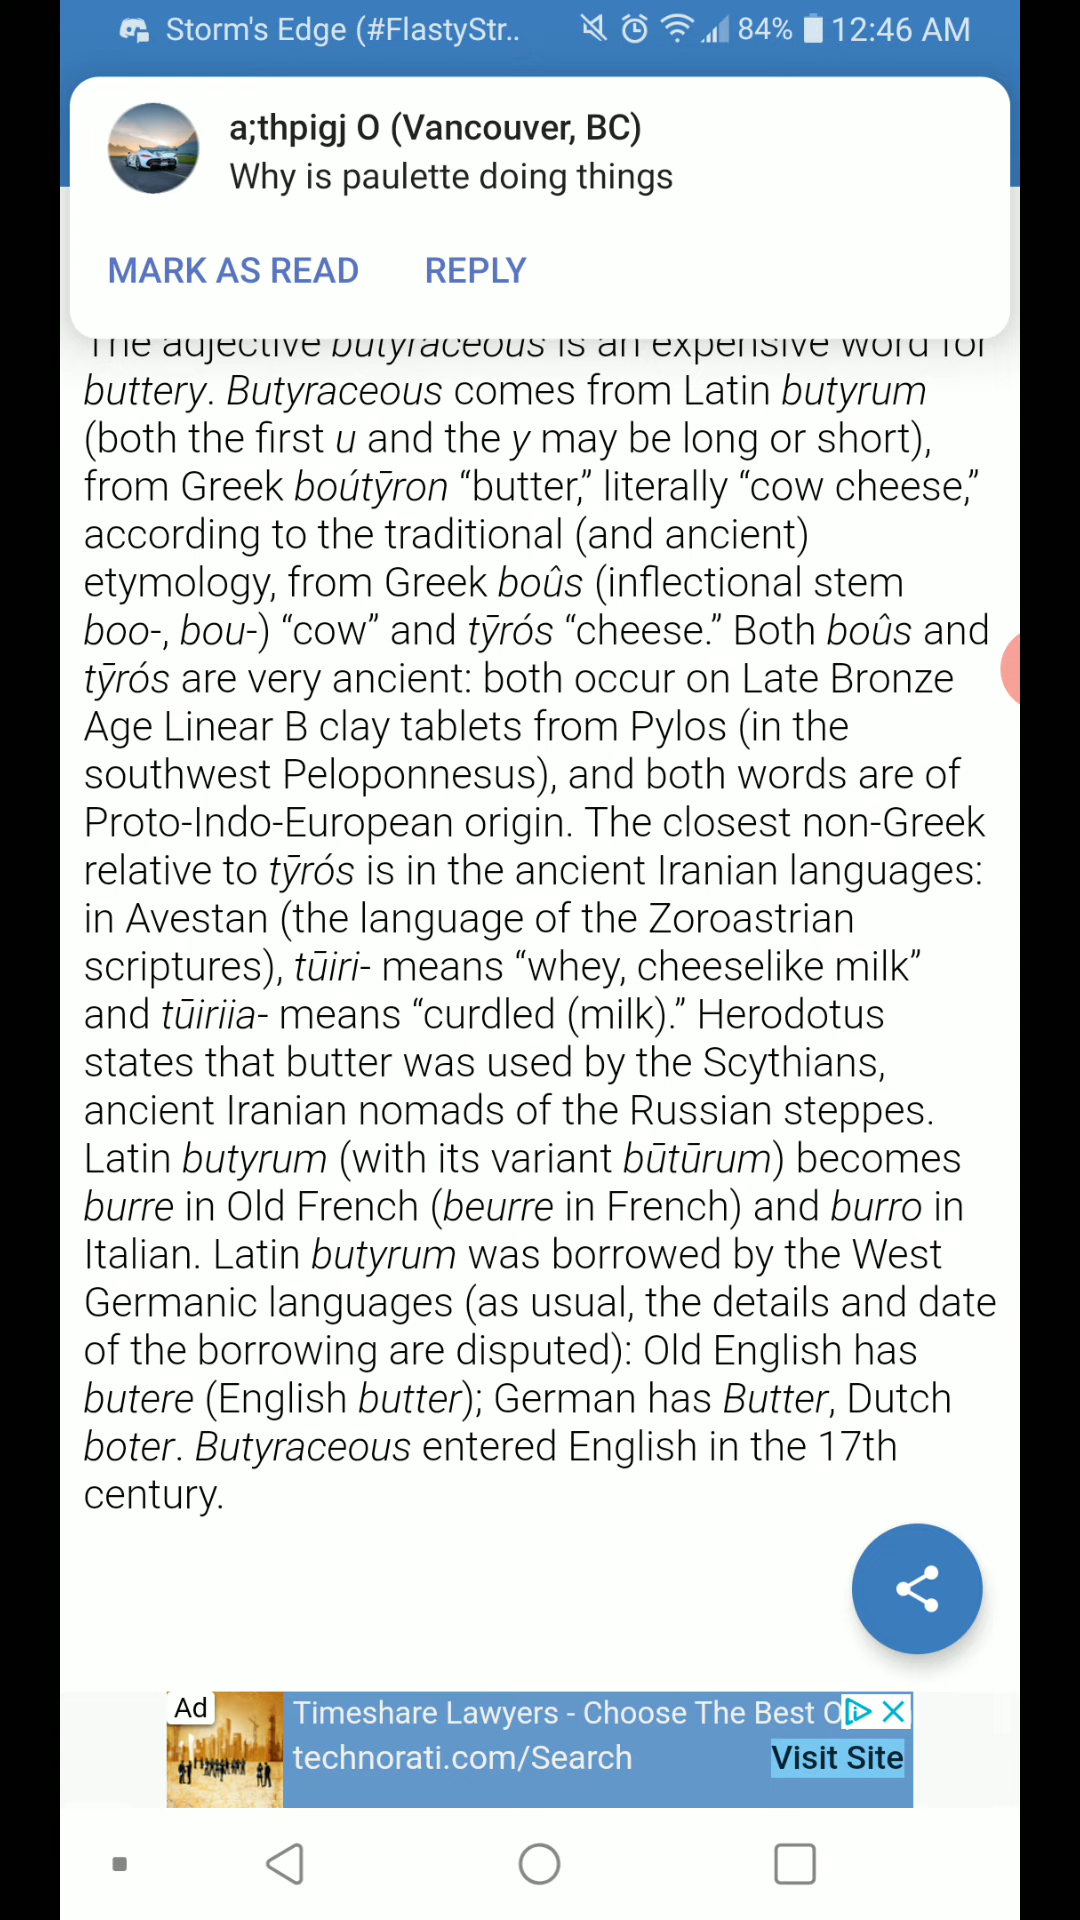 Storm's Edge (#FlastyStr..
84%
12:46 AM
a;thpigj O (Vancouver, BC)
Why is paulette doing things
MARK AS READ
REPLY
The adjective butyraceous is an expensive word for
buttery. Butyraceous comes from Latin butyrum
(both the first u and the y may be long or short),
from Greek boútȳron “butter,” literally “cow cheese,”
according to the traditional (and ancient)
etymology, from Greek boûs (inflectional stem
boo-, bou-) “cow” and tȳrós “cheese.” Both boûs and
tȳrós are very ancient: both occur on Late Bronze
Age Linear B clay tablets from Pylos (in the
southwest Peloponnesus), and both words are of
Proto-Indo-European origin. The closest non-Greek
relative to tȳrós is in the ancient Iranian languages:
in Avestan (the language of the Zoroastrian
scriptures), tūiri- means “whey, cheeselike milk”
and tūiriia- means “curdled (milk).” Herodotus
states that butter was used by the Scythians,
ancient Iranian nomads of the Russian steppes.
Latin butyrum (with its variant būtūrum) becomes
burre in Old French (beurre in French) and burro in
Italian. Latin butyrum was borrowed by the West
Germanic languages (as usual, the details and date
of the borrowing are disputed): Old English has
butere (English butter); German has Butter, Dutch
boter. Butyraceous entered English in the 17th
century.
Ad
Timeshare Lawyers - Choose The Best
technorati.com/Search
Visit Site